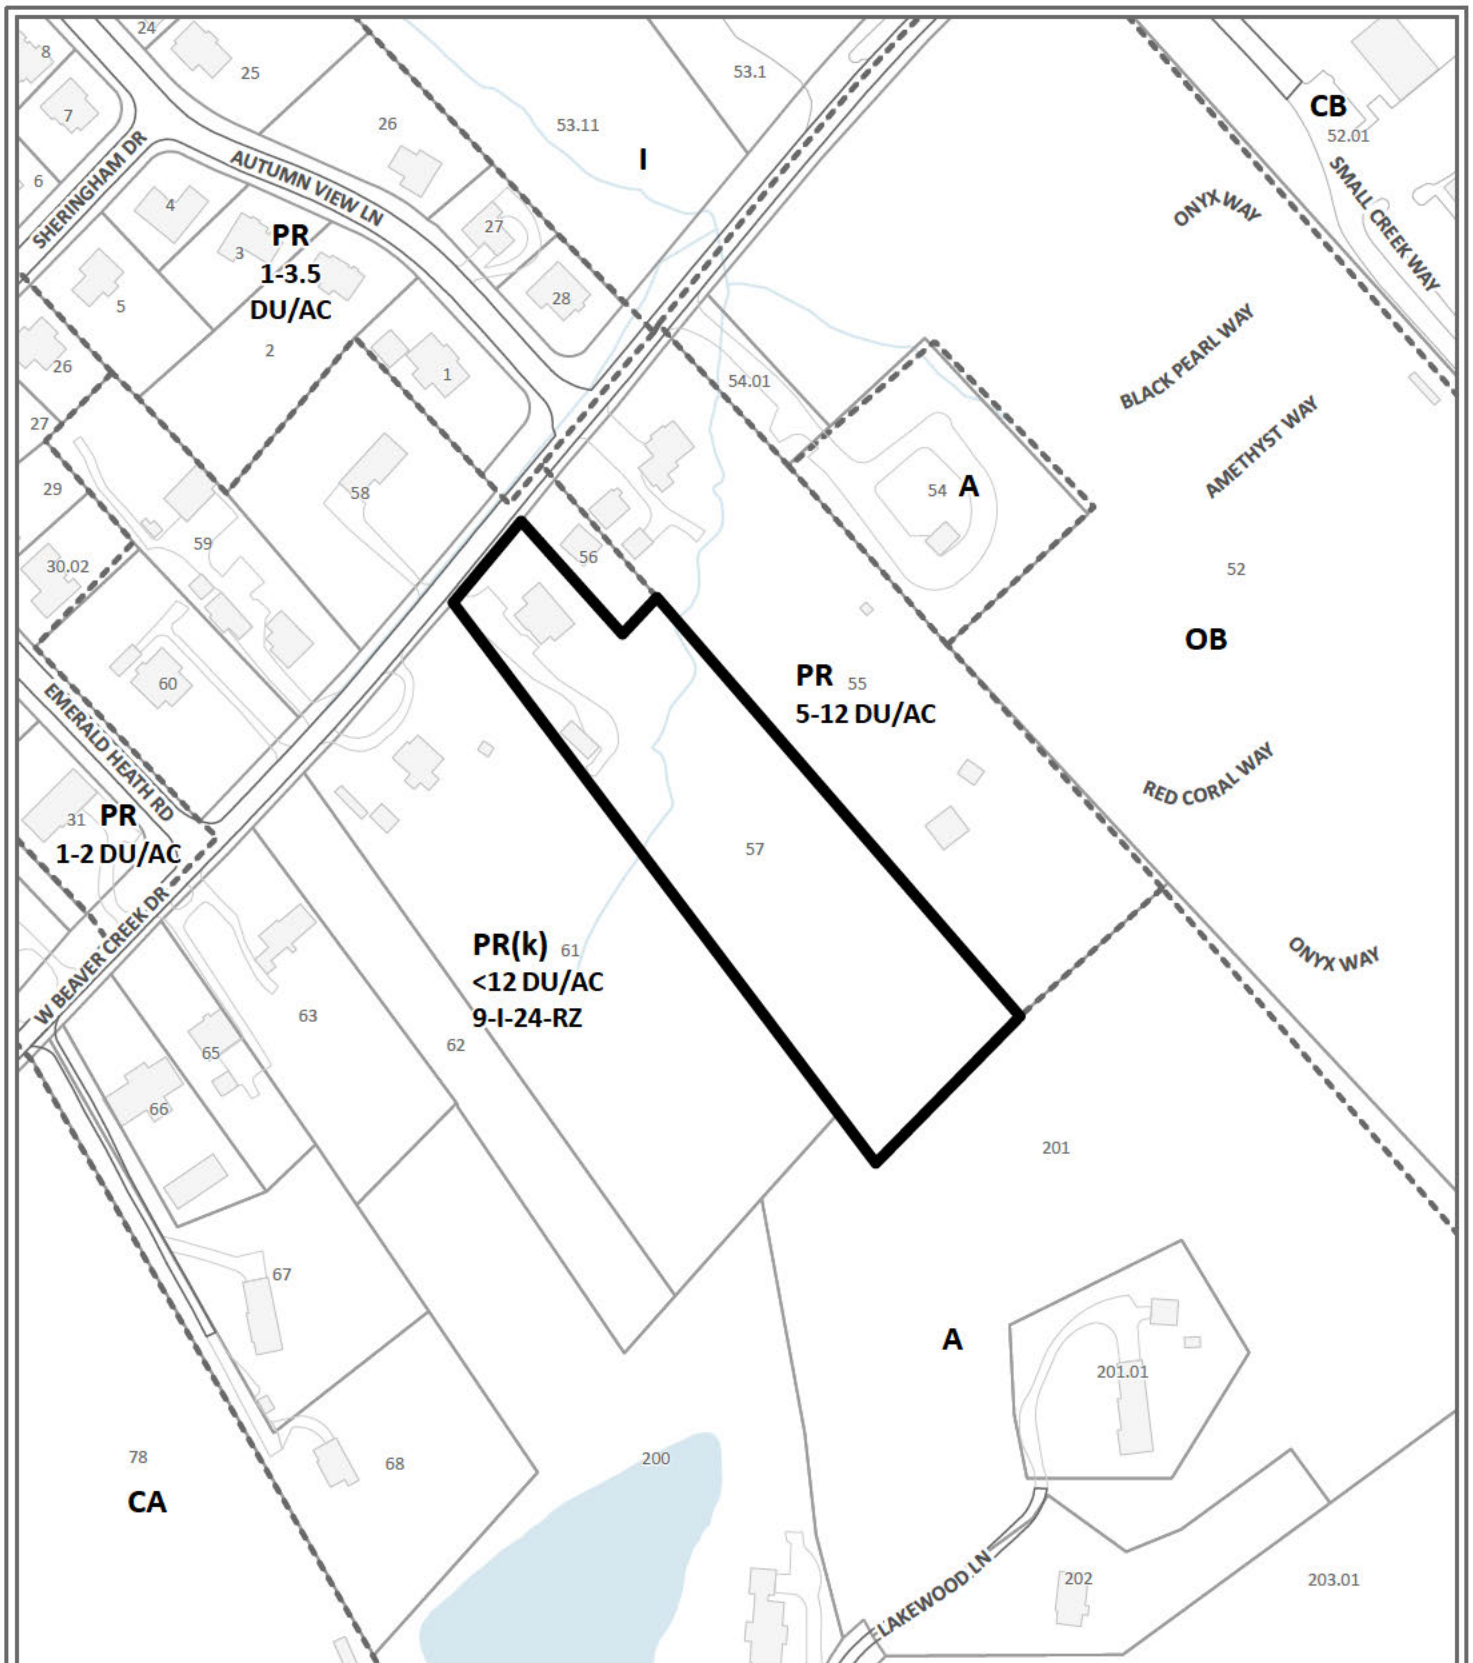 24
8
25
53.1
7
26
53.11
CB
52.01
I
6
SHERINGHAM DR
AUTUMN VIEW LN
SMALL CREEK WAY
4
3
PR
1-3.5
DU/AC
27
ONYX WAY
5
28
2
26
1
54.01
BLACK PEARL WAY
27
AMETHYST WAY
29
58
54
A
59
30.02
56
52
OB
60
PR
55
5-12 DU/AC
EMERALD HEATH RD
RED CORAL WAY
31
PR
1-2 DU/AC
57
W BEAVER CREEK DR
PR(k)
61
<12 DU/AC
9-I-24-RZ
ONYX WAY
63
62
65
66
201
67
A
201.01
78
68
200
CA
LAKEWOOD LN
202
203.01